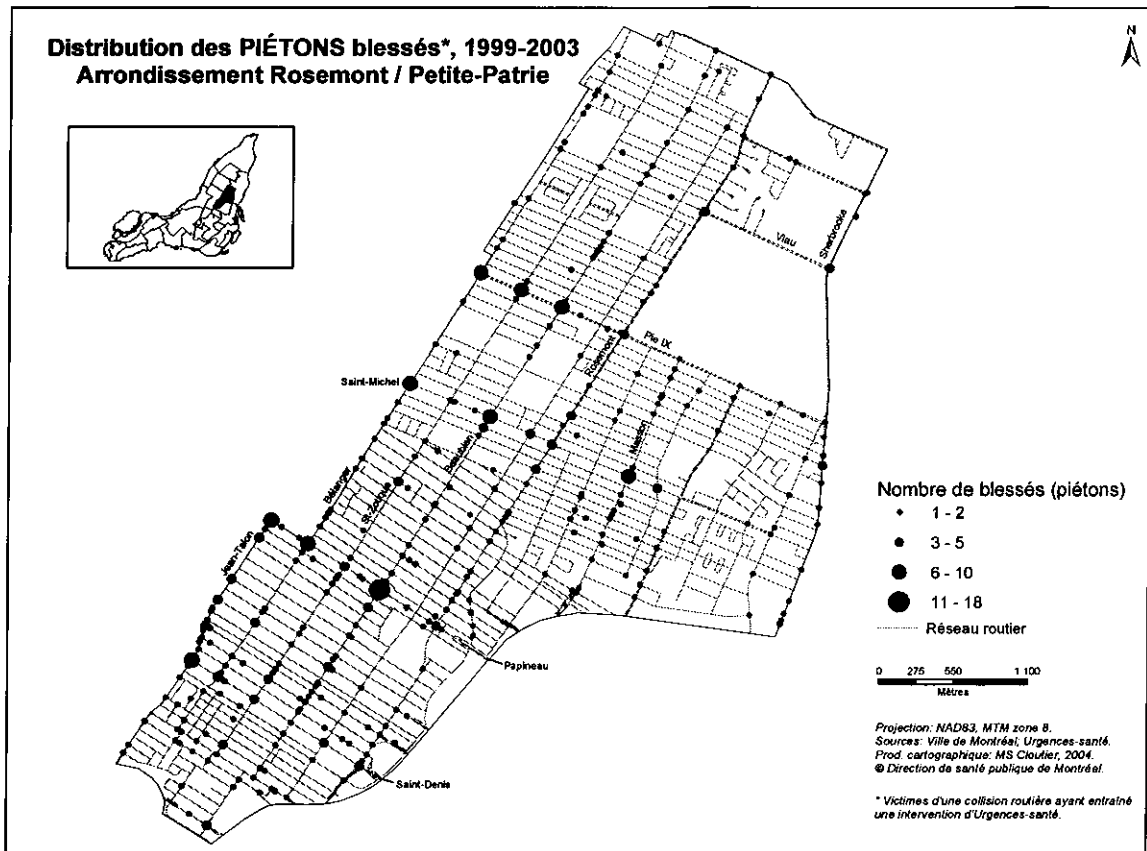 Distribution des PIÉTONS blessés*, 1999-2003
Arrondissement Rosemont / Petite-Patrie
N
Viau
Sherbrooke
Pie IX
Rosemont
Saint-Michel
Beaubien
Masson
Bélanger
St-Zotique
Jean-Talon
Papineau
Saint-Denis
Nombre de blessés (piétons)
1 - 2
3 - 5
6 - 10
11 - 18
Réseau routier
0 275 550 1 100
Mètres
Projection: NAD83, MTM zone 8.
Sources: Ville de Montréal; Urgences-santé.
Prod. cartographique: MS Cloutier, 2004.
© Direction de santé publique de Montréal.
* Victimes d'une collision routière ayant entraîné
une intervention d'Urgences-santé.